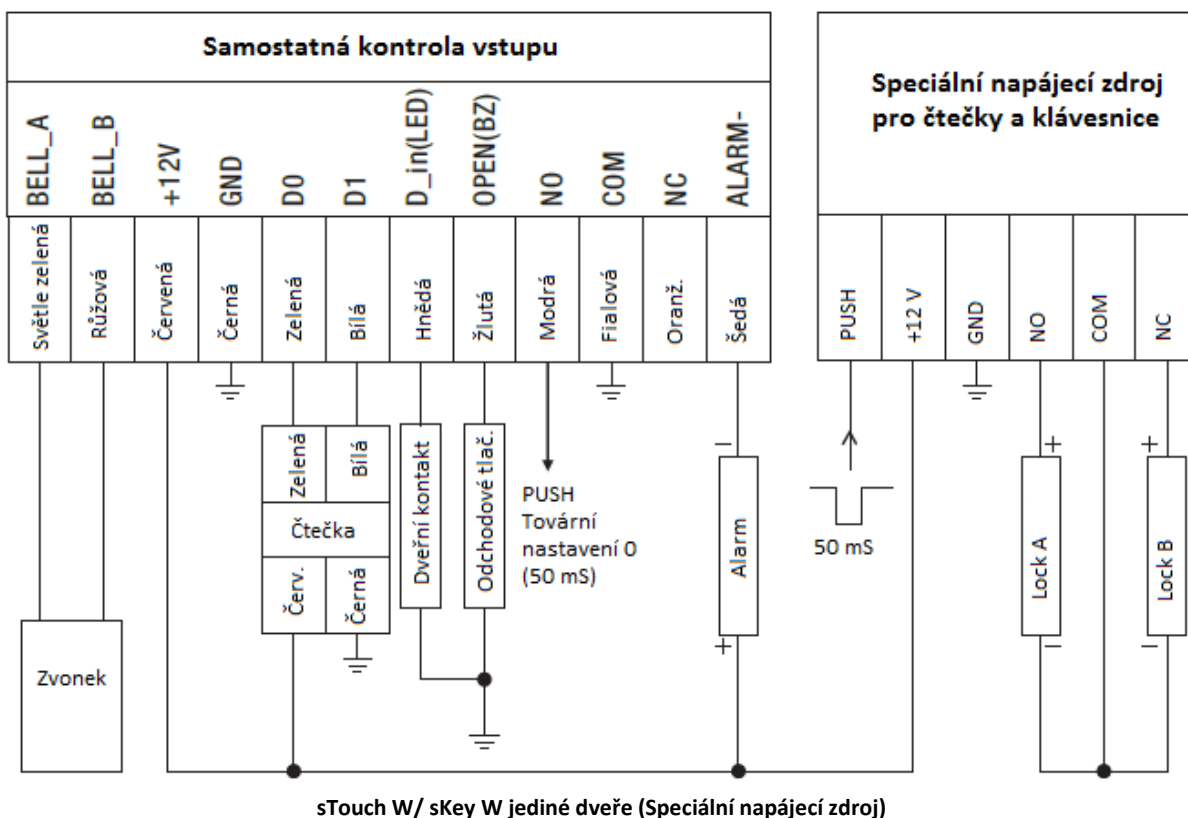 Samostatná kontrola vstupu
Speciální napájecí zdroj
pro čtečky a klávesnice
BELL_A
BELL_B
+12V
GND
D0
D1
D_in(LED)
OPEN(BZ)
NO
COM
NC
ALARM-
Světle zelená
Růžová
Červená
Černá
Zelená
Bílá
Hnědá
Žlutá
Modrá
Fialová
Oranž.
Šedá
PUSH
+12 V
GND
NO
COM
NC
Zelená
Bílá
Čtečka
Červ.
Černá
Dveřní kontakt
Odchodové tlač.
PUSH
Tovární
nastavení 0
(50 mS)
−
Alarm
+
50 mS
+
Lock A
−
+
Lock B
−
Zvonek
sTouch W/ sKey W jediné dveře (Speciální napájecí zdroj)